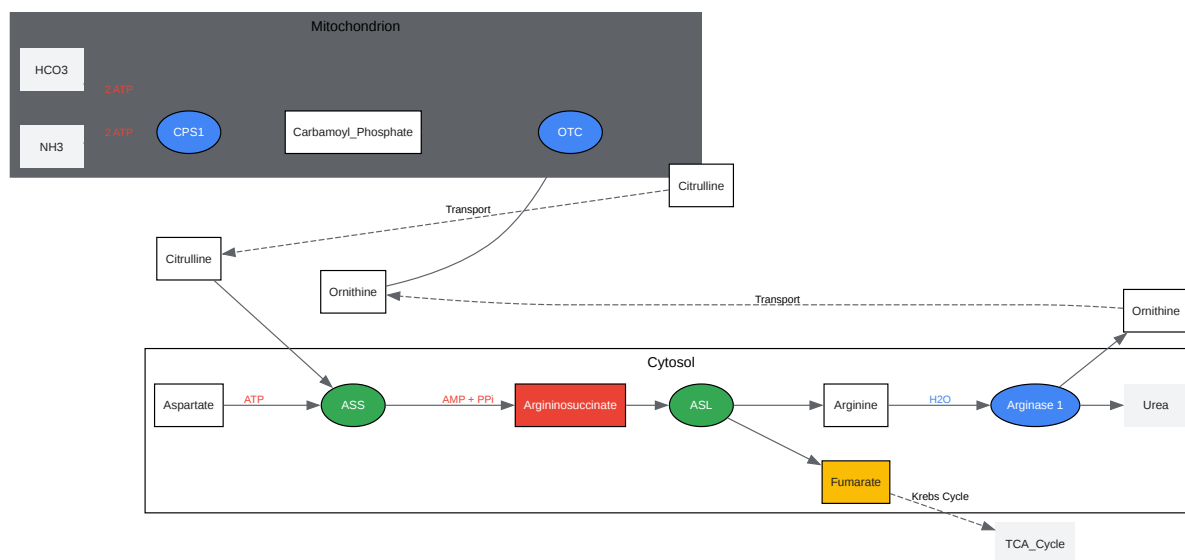 Mitochondrion
HCO3
2 ATP
NH3
2 ATP
CPS1
Carbamoyl_Phosphate
OTC
Citrulline
Transport
Citrulline
Ornithine
Transport
Ornithine
Cytosol
Aspartate
ATP
ASS
AMP + PPi
Argininosuccinate
ASL
Arginine
H2O
Arginase 1
Urea
Fumarate
Krebs Cycle
TCA_Cycle